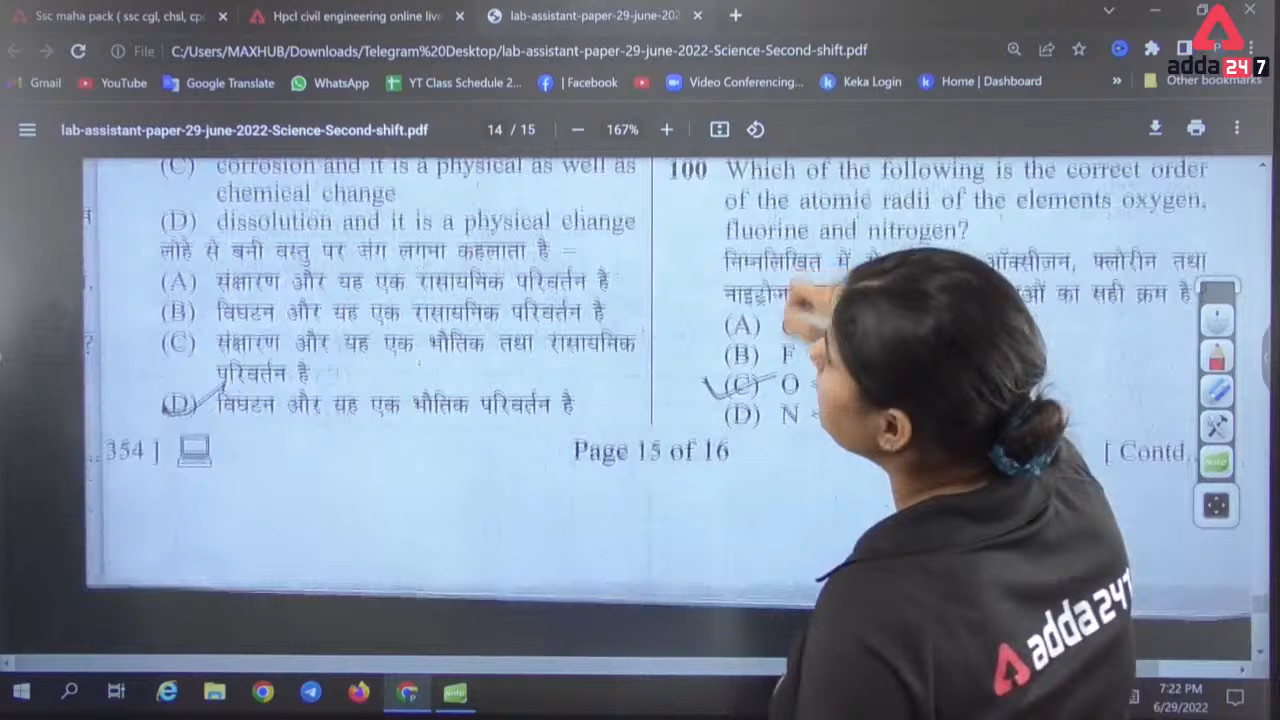 Ssc maha pack ( ssc cgl, chsl, cp
Hpcl civil engineering online live
lab-assistant-paper-29-june-202
File C:/Users/MAXHUB/Downloads/Telegram%20Desktop/lab-assistant-paper-29-june-2022-Science-Second-shift.pdf
adda247
Gmail YouTube Google Translate WhatsApp YT Class Schedule 2... | Facebook Video Conferencing... Keka Login Home | Dashboard » Other bookmarks
lab-assistant-paper-29-june-2022-Science-Second-shift.pdf 14 / 15 — 167% +
(C) corrosion and it is a physical as well as
chemical change
(D) dissolution and it is a physical change
लोहे से बनी वस्तु पर जंग लगना कहलाता है –
(A) संक्षारण और यह एक रासायनिक परिवर्तन है
(B) विघटन और यह एक रासायनिक परिवर्तन है
(C) संक्षारण और यह एक भौतिक तथा रासायनिक
परिवर्तन है
(D) विघटन और यह एक भौतिक परिवर्तन है
100 Which of the following is the correct order
of the atomic radii of the elements oxygen,
fluorine and nitrogen?
निम्नलिखित में ऑक्सीजन, फ्लोरीन तथा
ओं का सही क्रम है
(A)
(B) F
(C) O
(D) N
354 ]
Page 15 of 16
[ Contd.
adda247
7:22 PM
6/29/2022